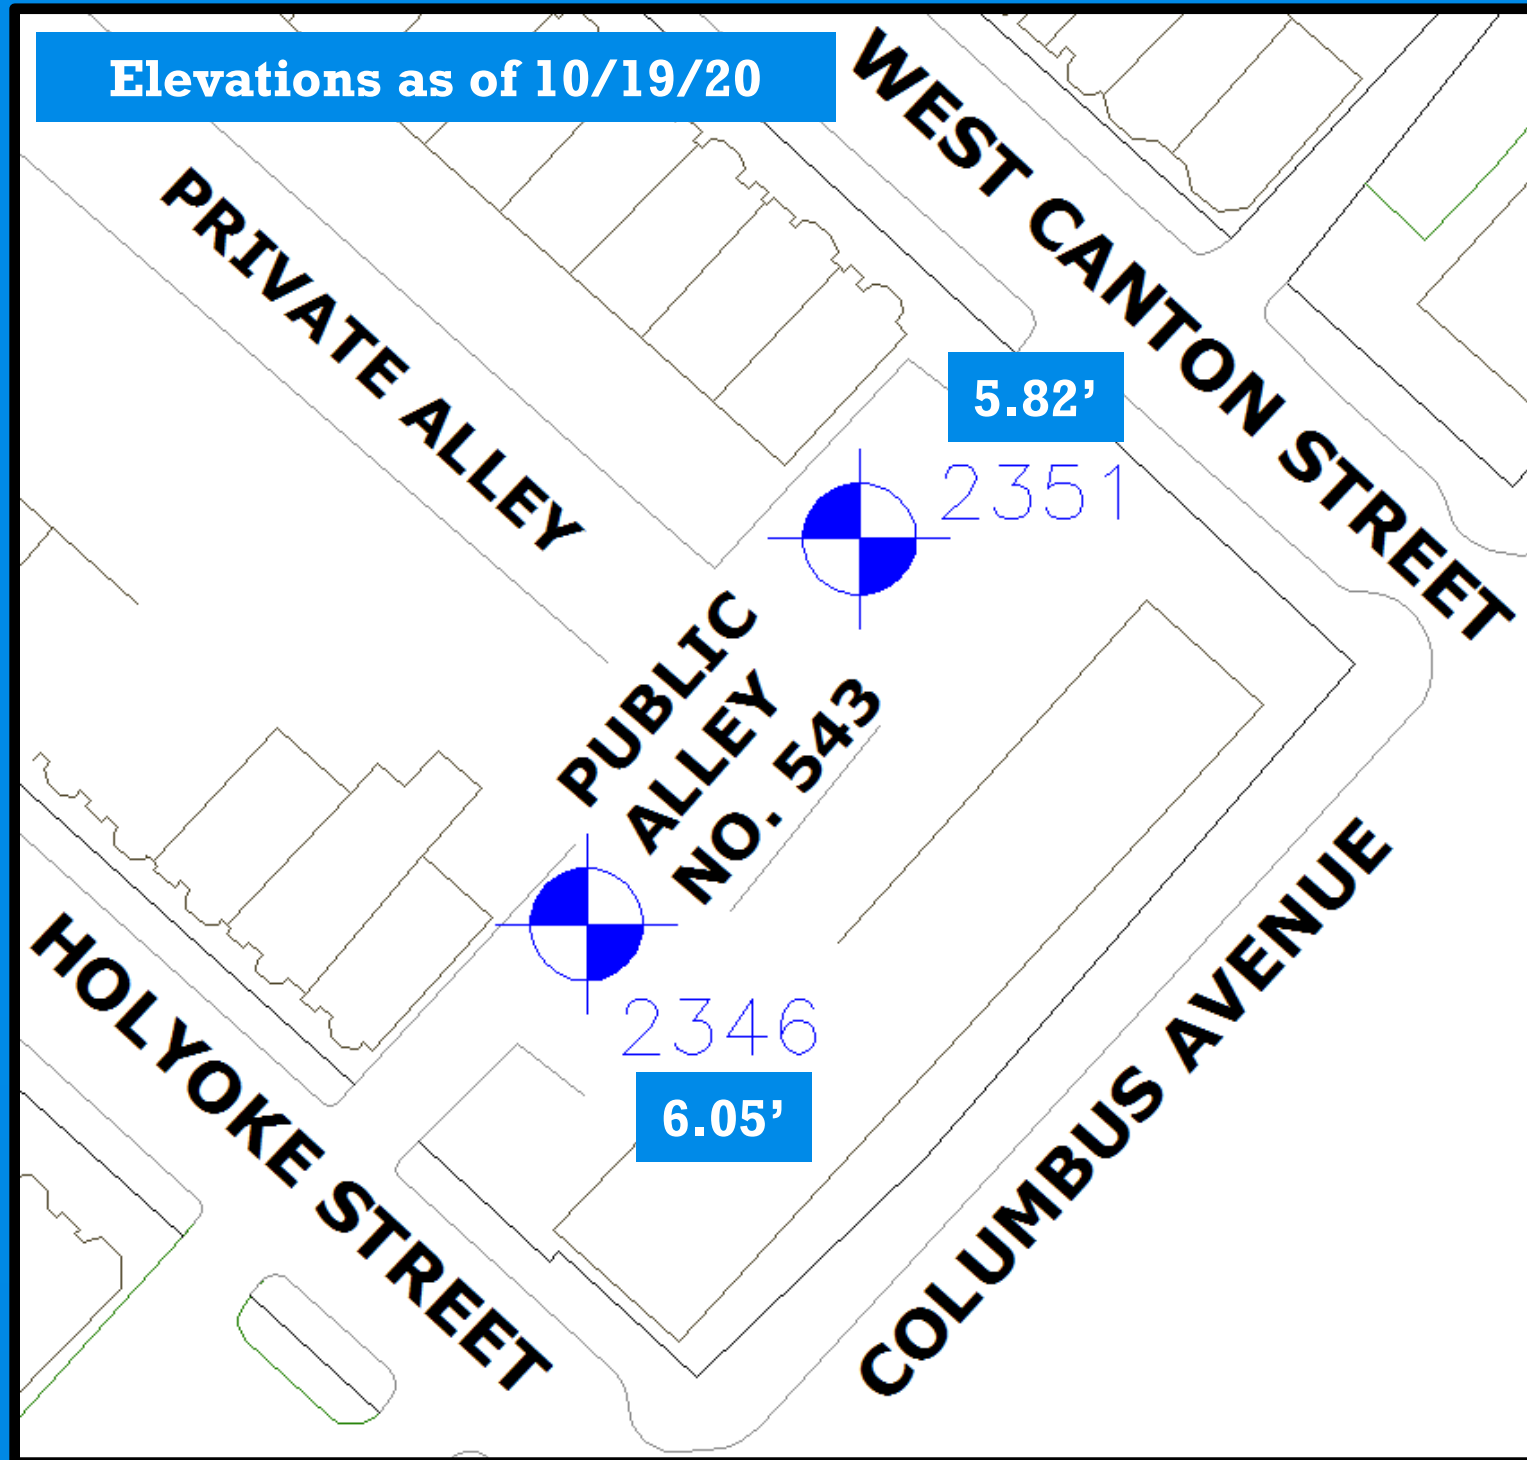 Elevations as of 10/19/20
WEST CANTON STREET
PRIVATE ALLEY
5.82’
2351
PUBLIC
ALLEY
NO. 543
2346
6.05’
HOLYOKE STREET
COLUMBUS AVENUE